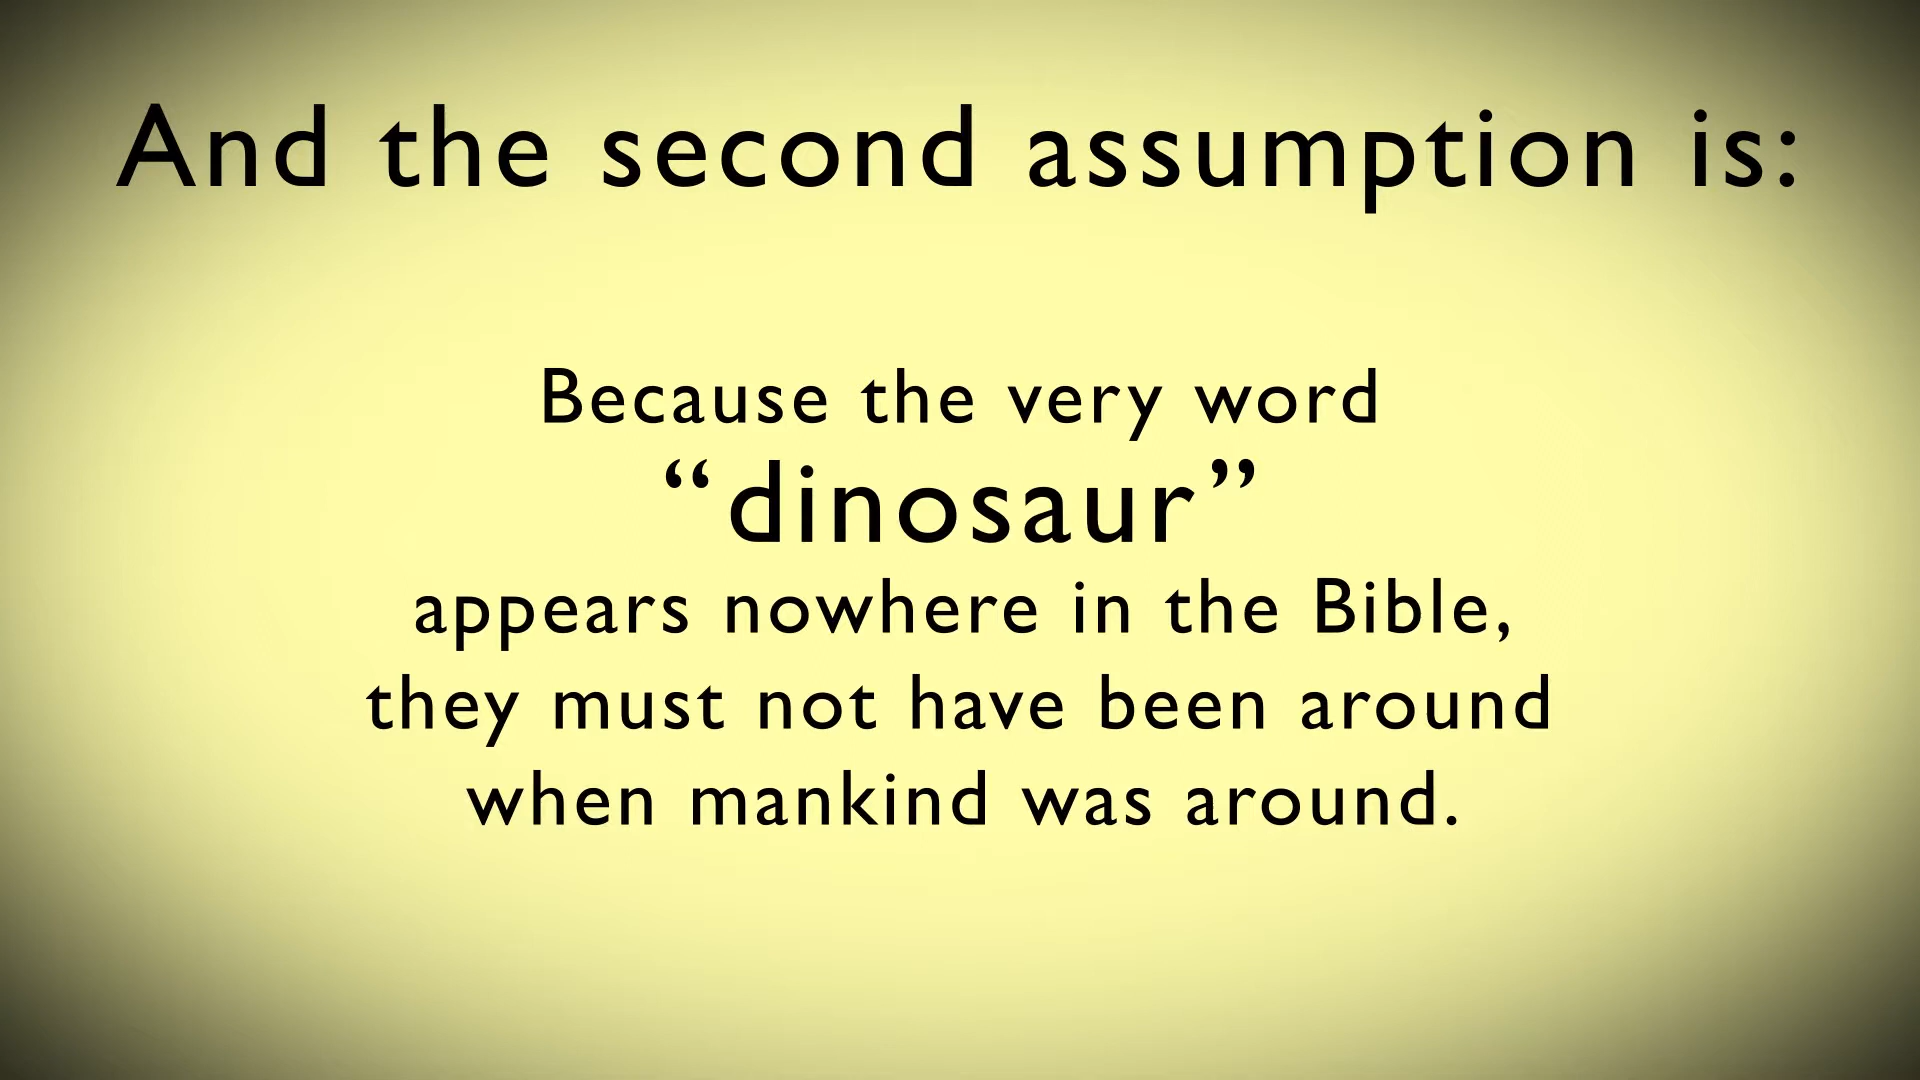 And the second assumption is:
Because the very word
“dinosaur”
appears nowhere in the Bible,
they must not have been around
when mankind was around.